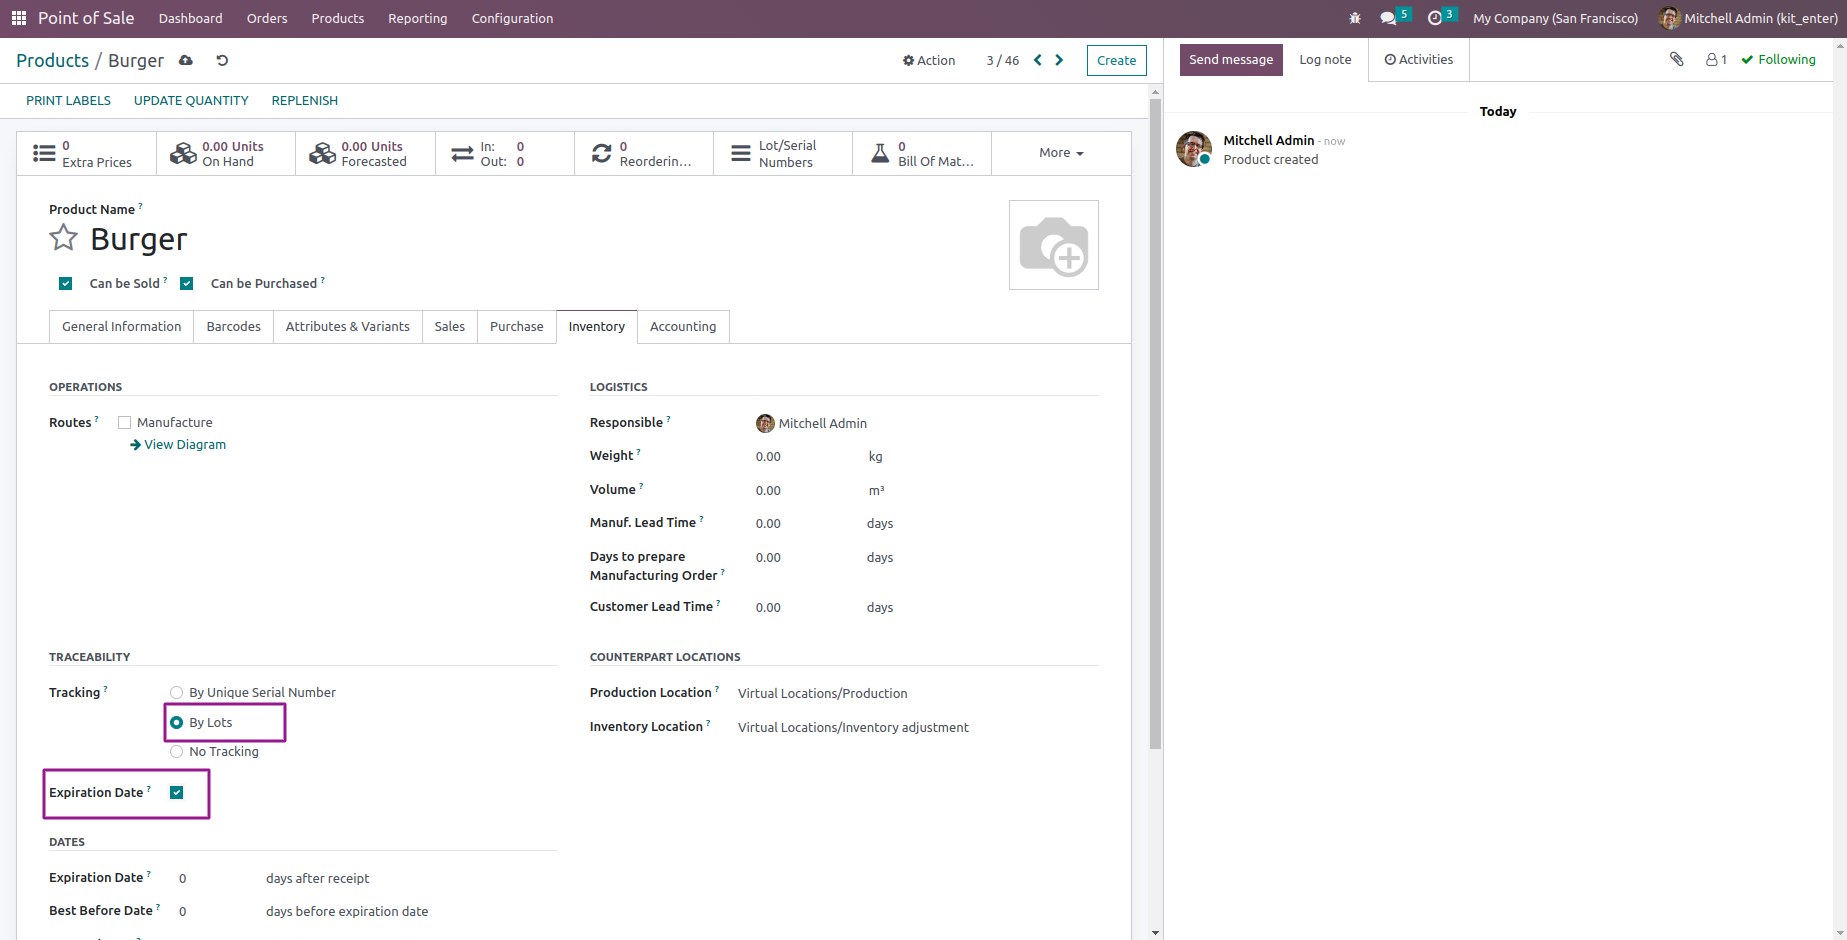 Point of Sale Dashboard Orders Products Reporting Configuration 5 3 My Company (San Francisco) Mitchell Admin (kit_enter)
Products / Burger Action 3 / 46 Create
PRINT LABELS UPDATE QUANTITY REPLENISH
0
Extra Prices
0.00 Units
On Hand
0.00 Units
Forecasted
In: 0
Out: 0
0
Reorderin...
Lot/Serial
Numbers
0
Bill Of Mat...
More
Product Name ?
Burger
Can be Sold ? Can be Purchased ?
General Information Barcodes Attributes & Variants Sales Purchase Inventory Accounting
OPERATIONS
Routes ? Manufacture
View Diagram
LOGISTICS
Responsible ? Mitchell Admin
Weight ? 0.00 kg
Volume ? 0.00 m³
Manuf. Lead Time ? 0.00 days
Days to prepare
Manufacturing Order ? 0.00 days
Customer Lead Time ? 0.00 days
TRACEABILITY
Tracking ? By Unique Serial Number
By Lots
No Tracking
Expiration Date ?
COUNTERPART LOCATIONS
Production Location ? Virtual Locations/Production
Inventory Location ? Virtual Locations/Inventory adjustment
DATES
Expiration Date ? 0 days after receipt
Best Before Date ? 0 days before expiration date
Send message Log note Activities 1 Following
Today
Mitchell Admin - now
Product created